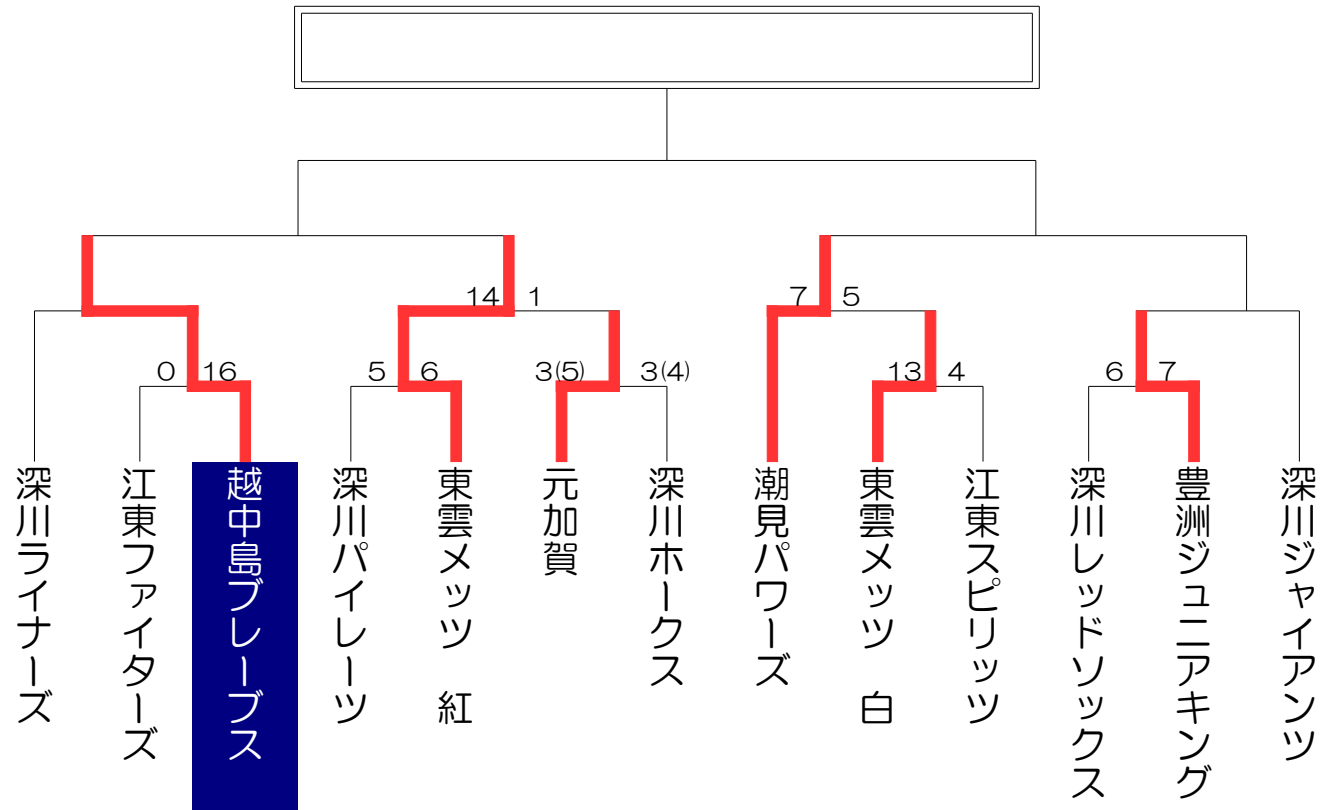 14 1
7 5
0 16
5 6
3(5) 3(4)
13 4
6 7
深川ライナーズ
江東ファイターズ
越中島ブレーブス
深川パイレーツ
東雲メッツ 紅
元加賀
深川ホークス
潮見パワーズ
東雲メッツ 白
江東スピリッツ
深川レッドソックス
豊洲ジュニアキング
深川ジャイアンツ